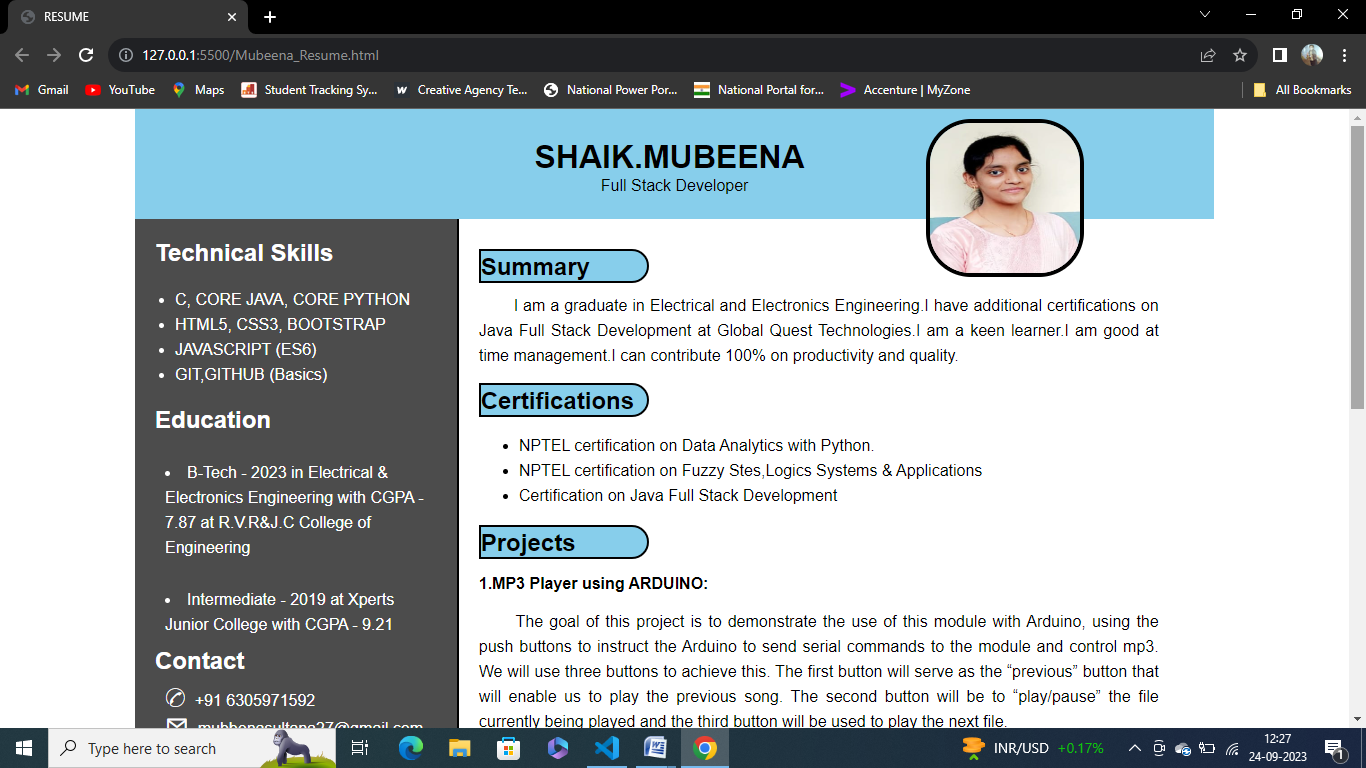 RESUME
127.0.0.1:5500/Mubeena_Resume.html
Gmail
YouTube
Maps
Student Tracking Sy...
Creative Agency Te...
National Power Por...
National Portal for...
Accenture | MyZone
All Bookmarks
SHAIK.MUBEENA
Full Stack Developer
Technical Skills
• C, CORE JAVA, CORE PYTHON
• HTML5, CSS3, BOOTSTRAP
• JAVASCRIPT (ES6)
• GIT,GITHUB (Basics)
Education
• B-Tech - 2023 in Electrical &
Electronics Engineering with CGPA -
7.87 at R.V.R&J.C College of
Engineering
• Intermediate - 2019 at Xperts
Junior College with CGPA - 9.21
Contact
+91 6305971592
Summary
I am a graduate in Electrical and Electronics Engineering.I have additional certifications on
Java Full Stack Development at Global Quest Technologies.I am a keen learner.I am good at
time management.I can contribute 100% on productivity and quality.
Certifications
• NPTEL certification on Data Analytics with Python.
• NPTEL certification on Fuzzy Stes,Logics Systems & Applications
• Certification on Java Full Stack Development
Projects
1.MP3 Player using ARDUINO:
The goal of this project is to demonstrate the use of this module with Arduino, using the
push buttons to instruct the Arduino to send serial commands to the module and control mp3.
We will use three buttons to achieve this. The first button will serve as the “previous” button that
will enable us to play the previous song. The second button will be to “play/pause” the file
currently being played and the third button will be used to play the next file.
Type here to search
INR/USD +0.17%
12:27
24-09-2023
1